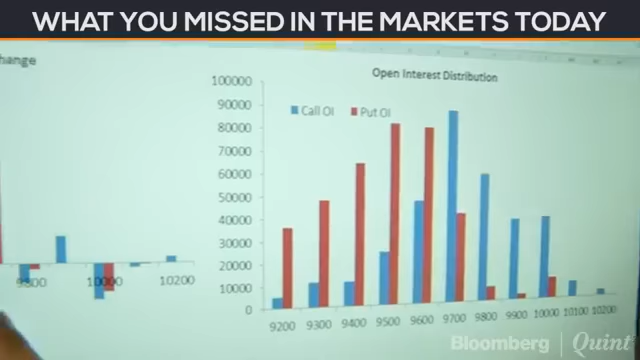 WHAT YOU MISSED IN THE MARKETS TODAY
hange
Open Interest Distribution
Call OI
Put OI
100000
90000
80000
70000
60000
50000
40000
30000
20000
10000
0
9200 9300 9400 9500 9600 9700 9800 9900 10000 10100 10200
10000 10200
Bloomberg | Quint